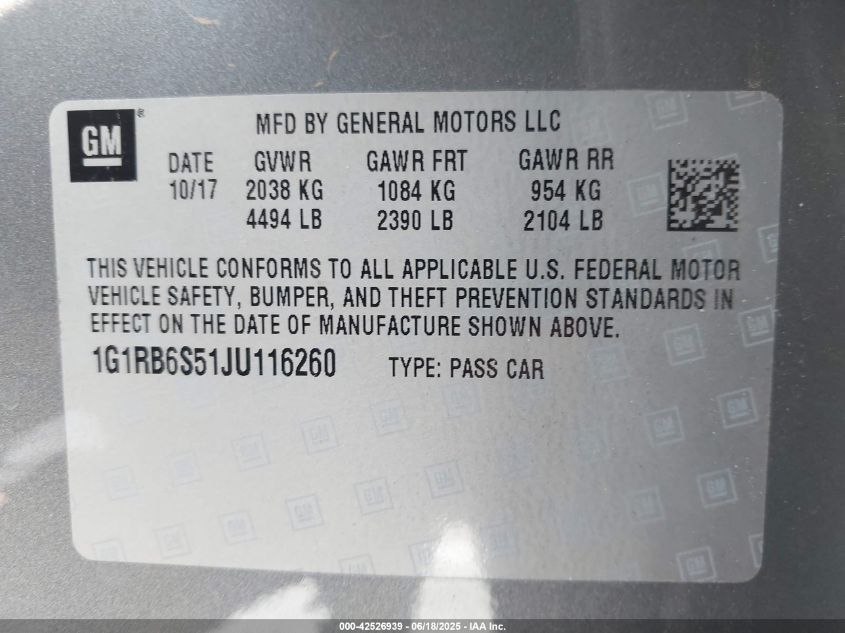 GM ®
MFD BY GENERAL MOTORS LLC
DATE GVWR GAWR FRT GAWR RR
10/17 2038 KG 1084 KG 954 KG
4494 LB 2390 LB 2104 LB
THIS VEHICLE CONFORMS TO ALL APPLICABLE U.S. FEDERAL MOTOR
VEHICLE SAFETY, BUMPER, AND THEFT PREVENTION STANDARDS IN
EFFECT ON THE DATE OF MANUFACTURE SHOWN ABOVE.
1G1RB6S51JU116260 TYPE: PASS CAR
000-42526939 - 06/18/2025 - IAA Inc.